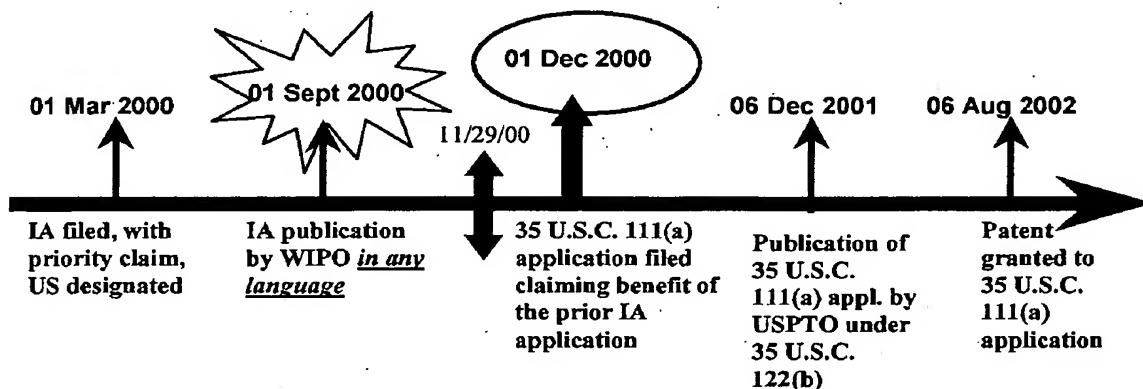 01 Mar 2000
01 Sept 2000
11/29/00
01 Dec 2000
06 Dec 2001
06 Aug 2002
IA filed, with
priority claim,
US designated
IA publication
by WIPO in any
language
35 U.S.C. 111(a)
application filed
claiming benefit of
the prior IA
application
Publication of
35 U.S.C.
111(a) appl. by
USPTO under
35 U.S.C.
122(b)
Patent
granted to
35 U.S.C.
111(a)
application